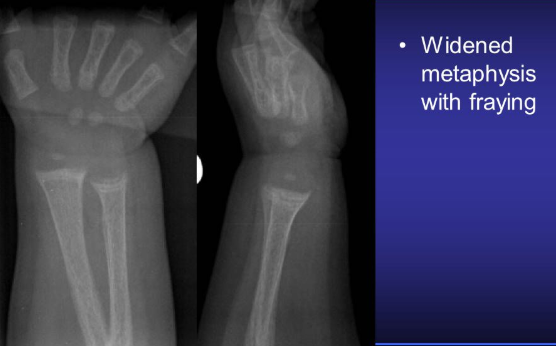 • Widened
metaphysis
with fraying